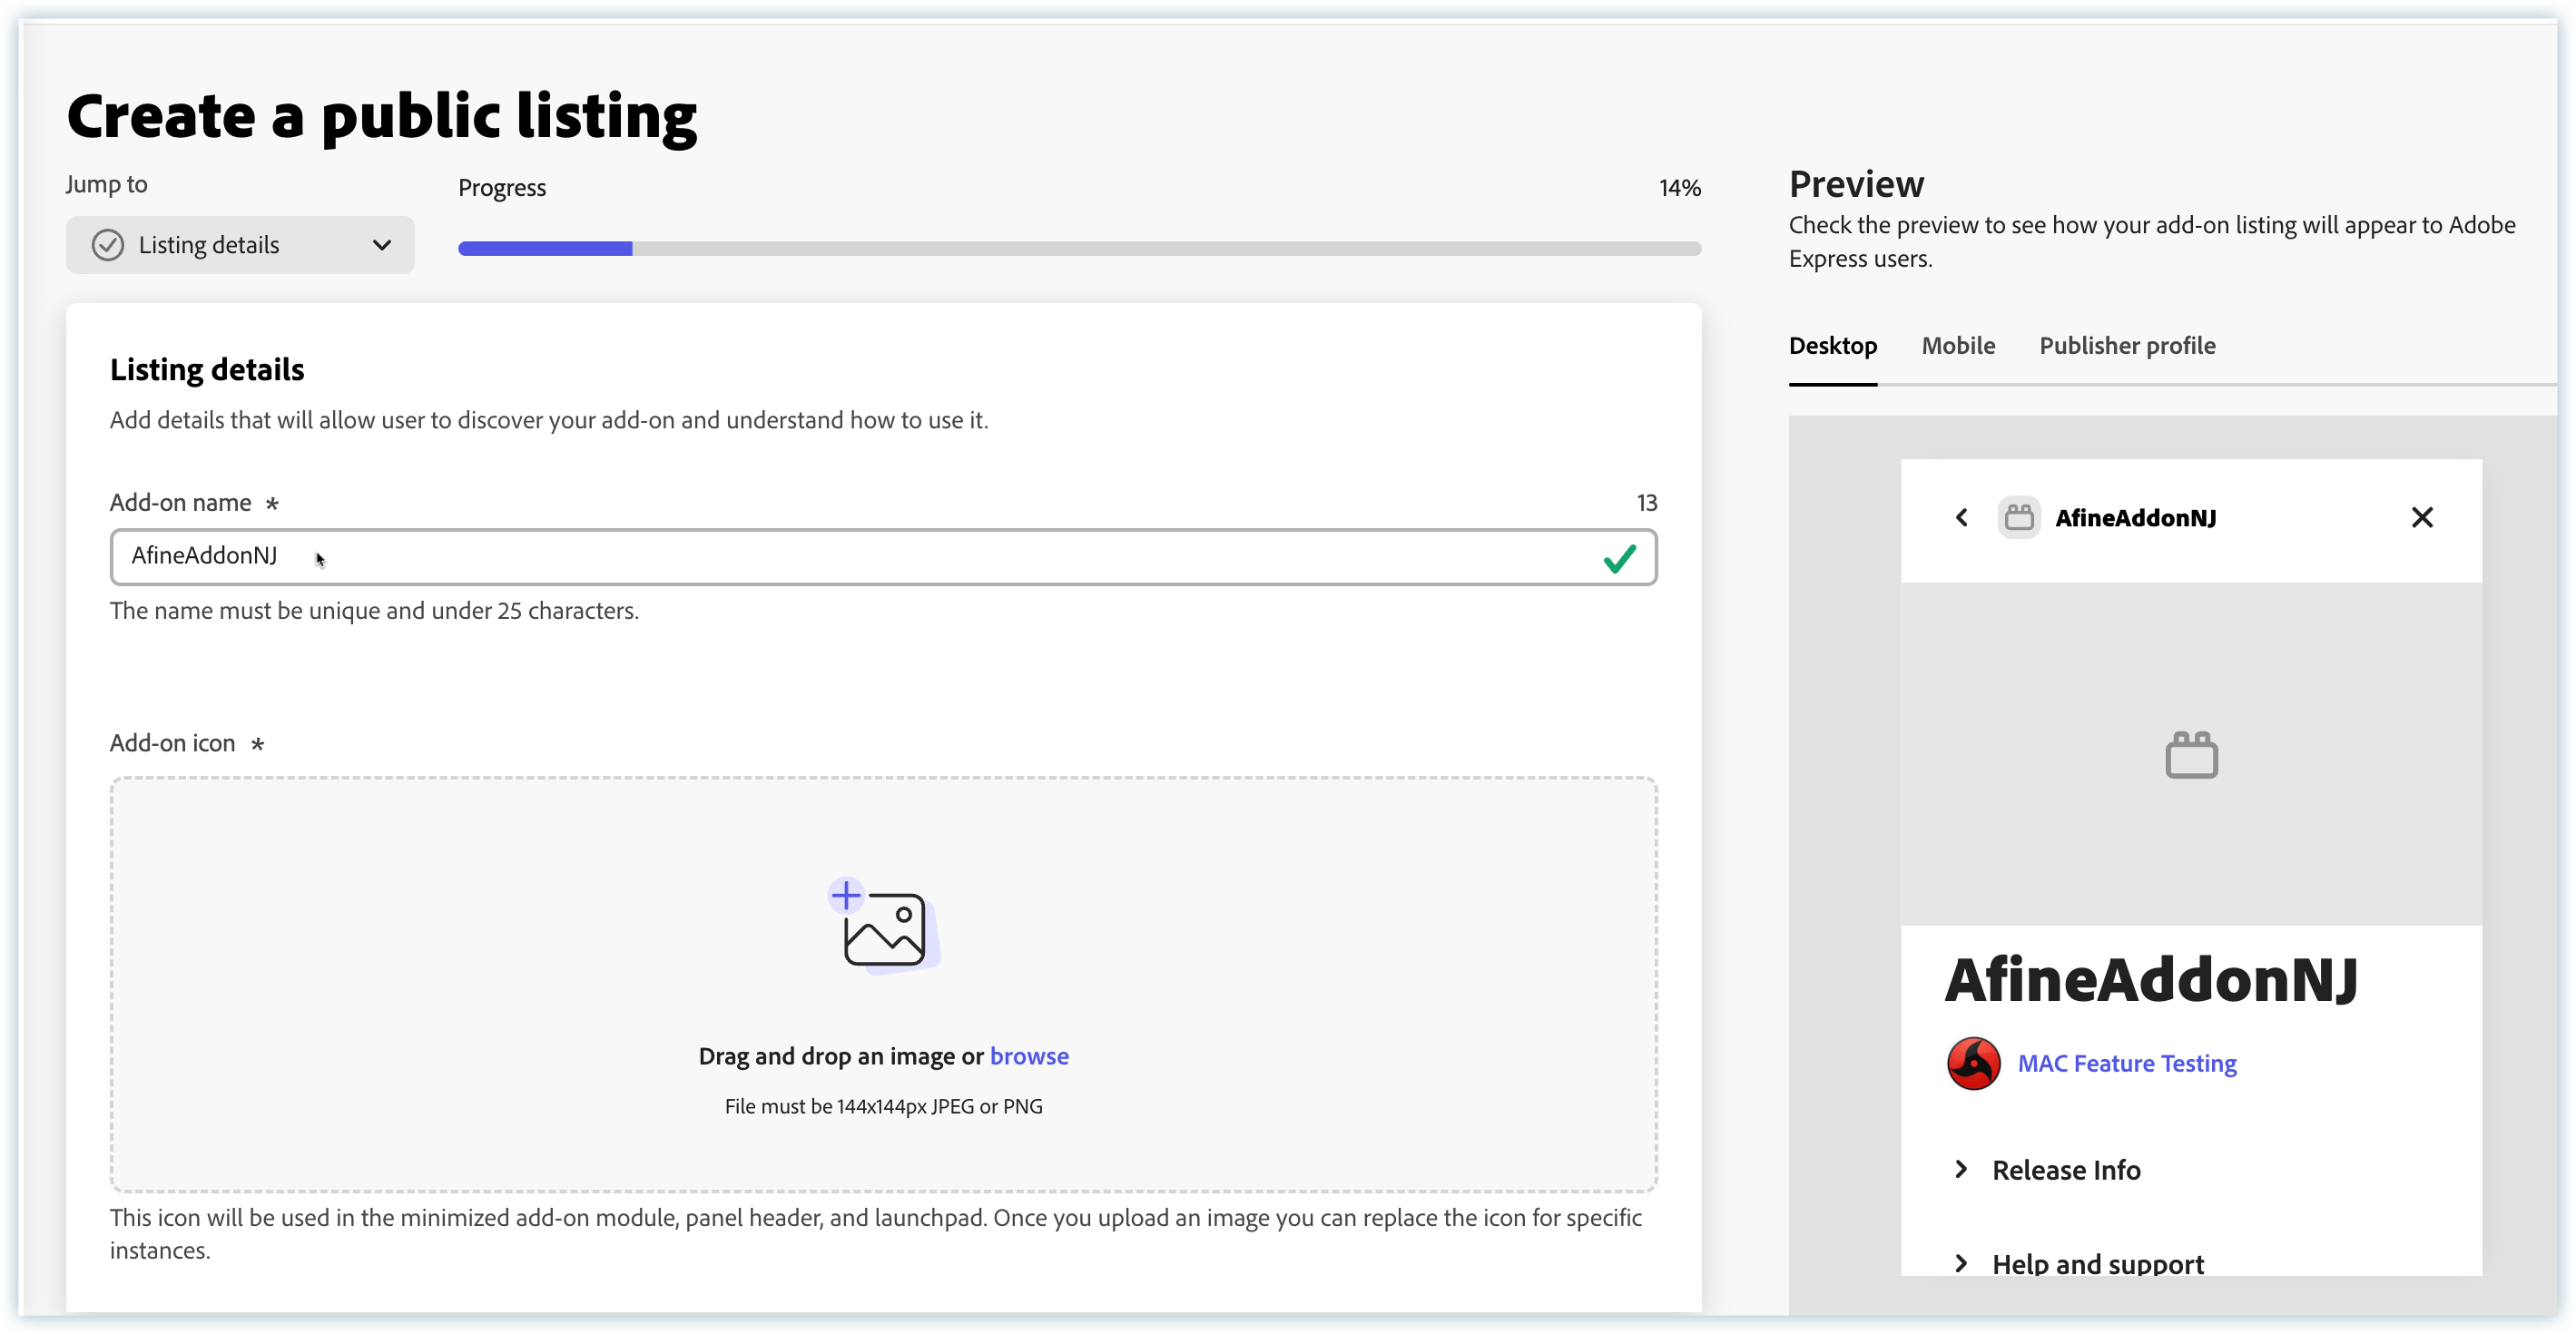 Create a public listing
Jump to
Listing details
Progress
14%
Listing details
Add details that will allow user to discover your add-on and understand how to use it.
Add-on name *
13
AfineAddonNJ
The name must be unique and under 25 characters.
Add-on icon *
Drag and drop an image or browse
File must be 144x144px JPEG or PNG
This icon will be used in the minimized add-on module, panel header, and launchpad. Once you upload an image you can replace the icon for specific
instances.
Preview
Check the preview to see how your add-on listing will appear to Adobe
Express users.
Desktop
Mobile
Publisher profile
AfineAddonNJ
AfineAddonNJ
MAC Feature Testing
Release Info
Help and support